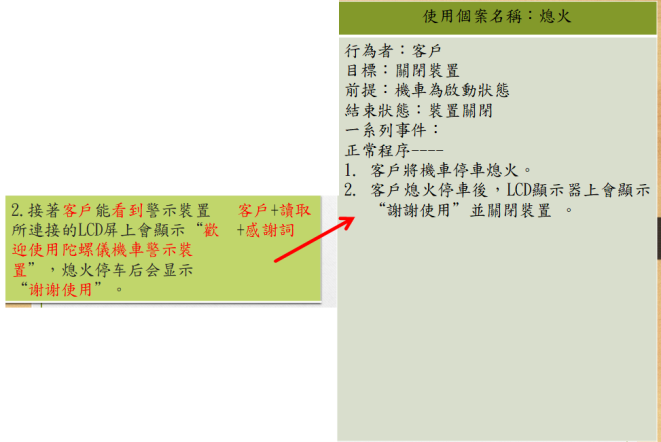 使用個案名稱：熄火
行為者：客戶
目標：關閉裝置
前提：機車為啟動狀態
結束狀態：裝置關閉
一系列事件：
正常程序----
1. 客戶將機車停車熄火。
2. 客戶熄火停車後，LCD顯示器上會顯示
“謝謝使用”並關閉裝置 。
2.接著客戶能看到警示裝置
所連接的LCD屏上會顯示“歡
迎使用陀螺儀機車警示裝
置”，熄火停车后会显示
“謝謝使用”。
客戶+讀取
+感謝詞